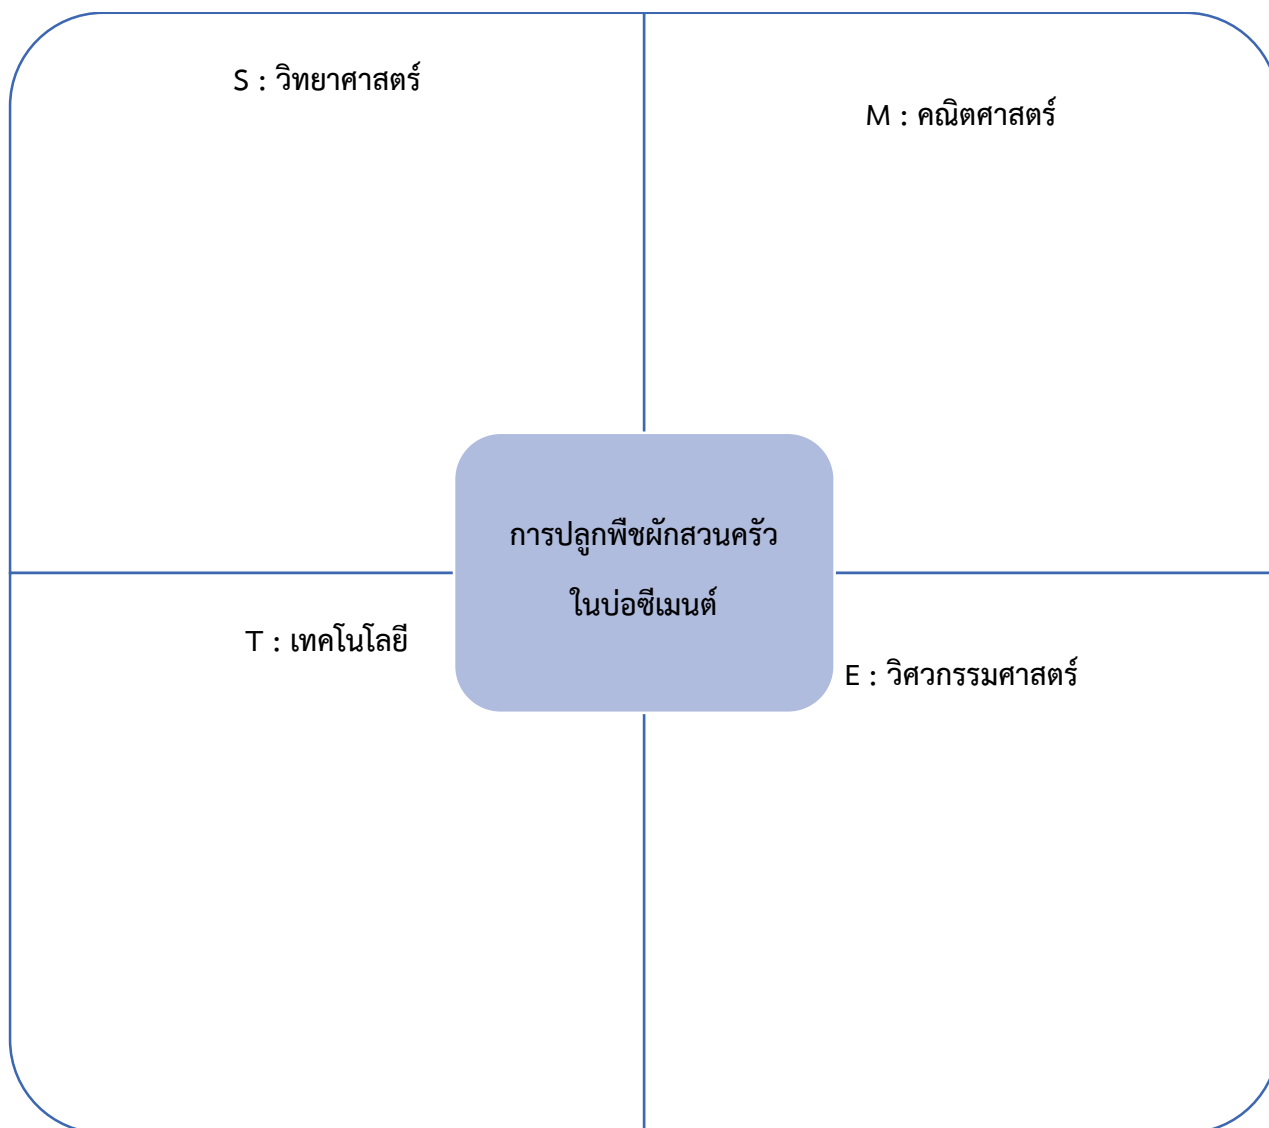 S : วิทยาศาสตร์
M : คณิตศาสตร์
การปลูกพืชผักสวนครัว
ในบ่อซีเมนต์
T : เทคโนโลยี
E : วิศวกรรมศาสตร์